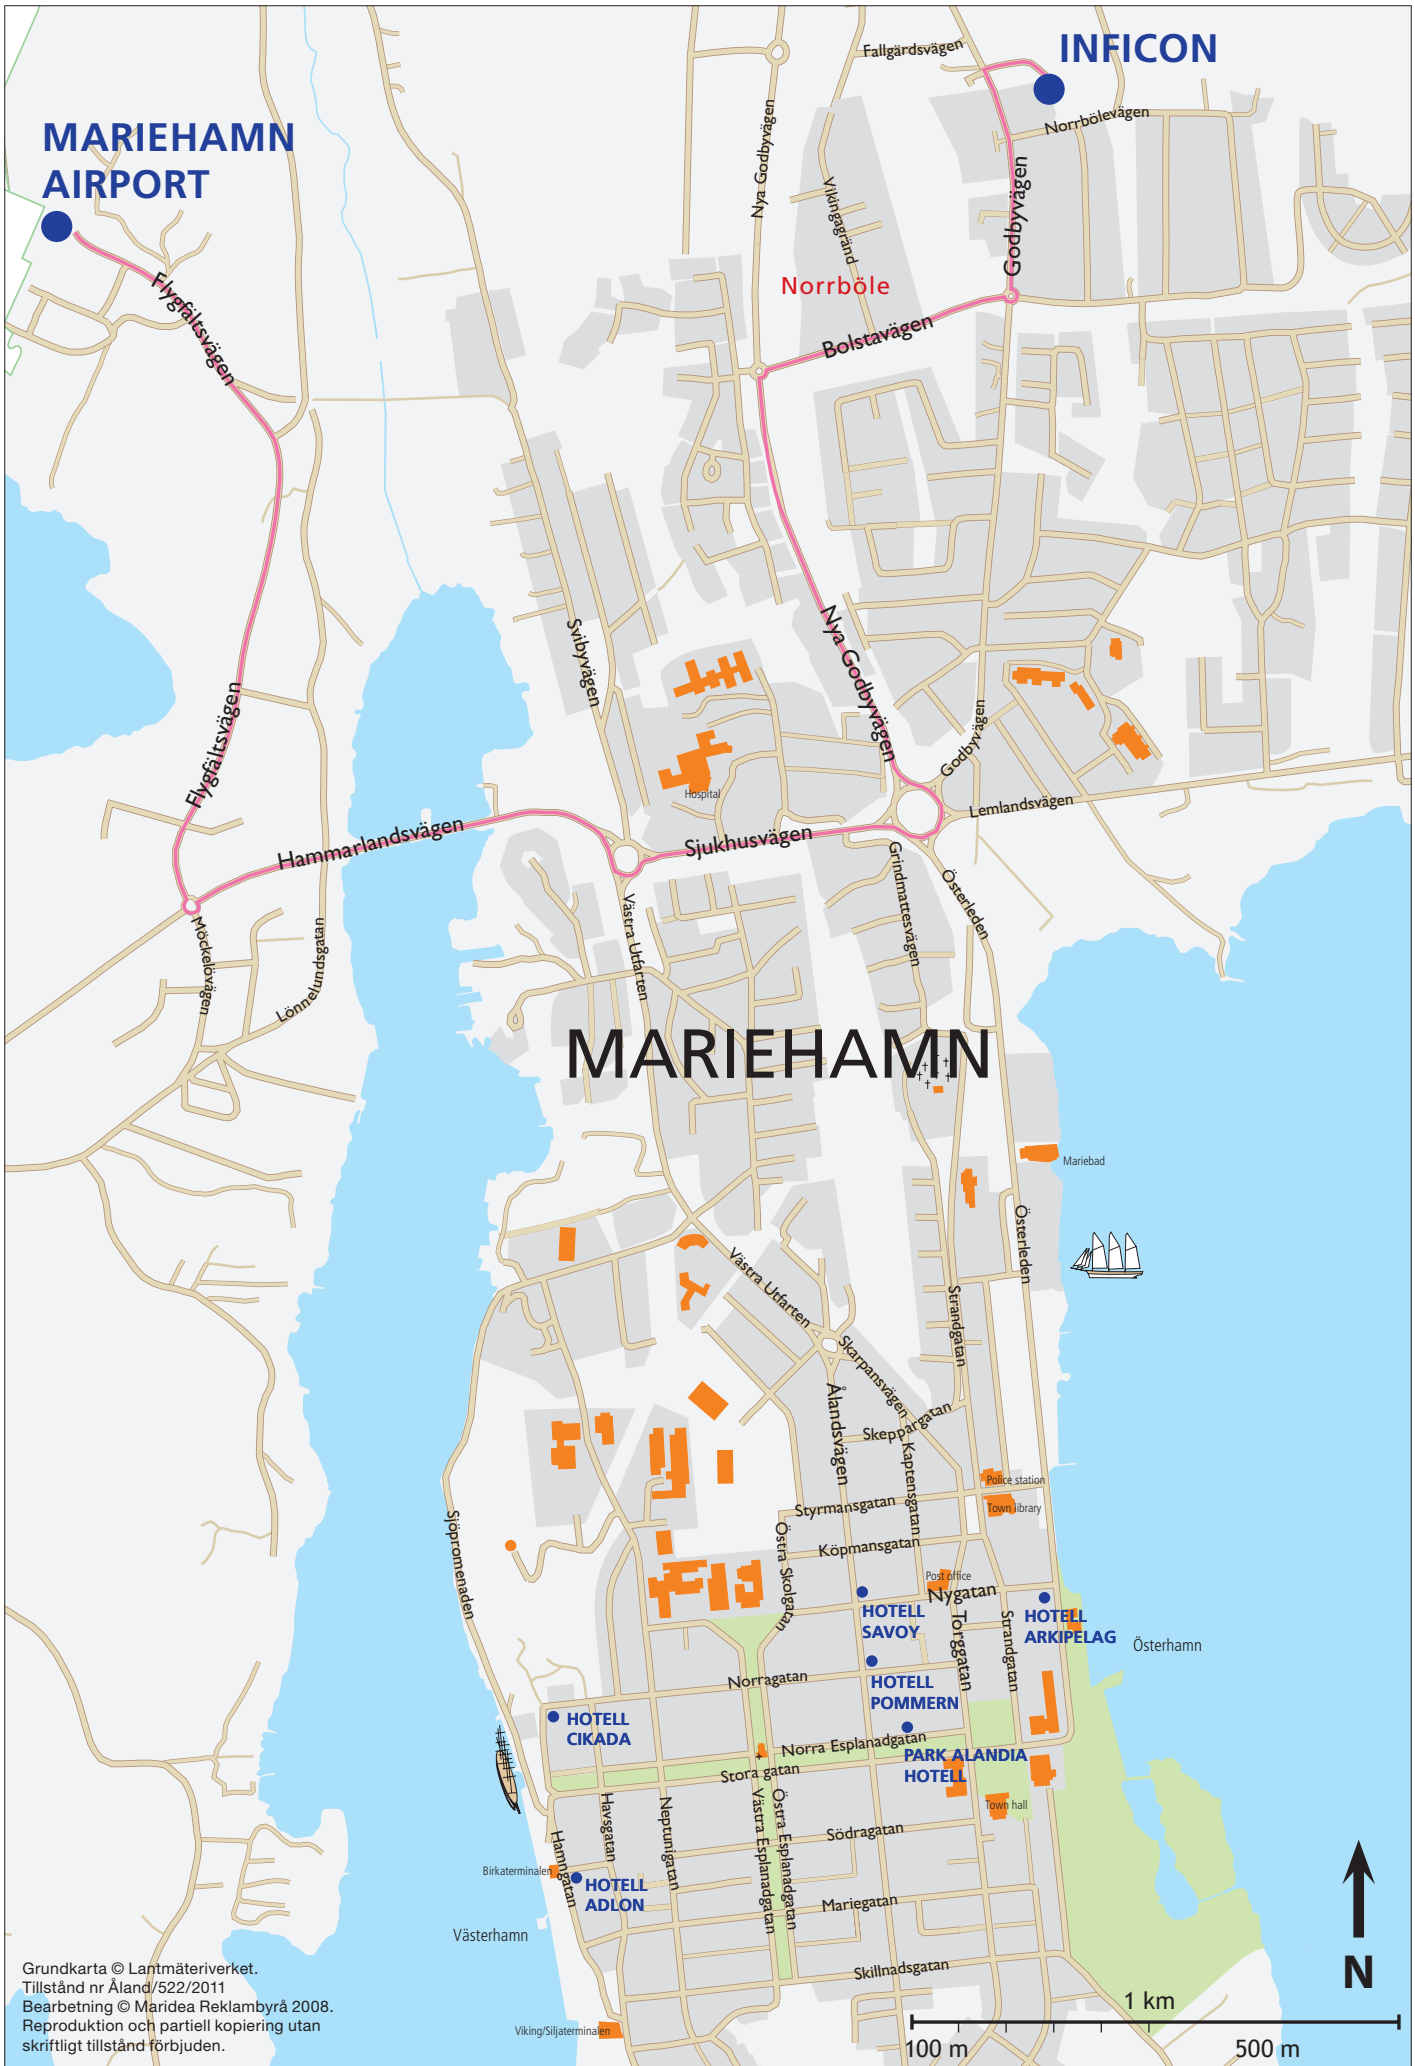 INFICON
Fallgärdsvägen
MARIEHAMN
AIRPORT
Norrbölevägen
Nya Godbyvägen
Vikingagränd
Godbyvägen
Flygfältsvägen
Norrböle
Bolstavägen
Svibyvägen
Nya Godbyvägen
Flygfältsvägen
Godbyvägen
Hospital
Lemlandsvägen
Hammarlandsvägen
Sjukhusvägen
Grindmattesvägen
Österleden
Västra Utfarten
Möckelövägen
Lönnelundsgatan
MARIEHAMN
Mariebad
Österleden
Västra Utfarten
Strandgatan
Skarpansvägen
Ålandsvägen
Skeppargatan
Kaptensgatan
Police station
Town library
Styrmansgatan
Sjöpromenaden
Östra Skolgatan
Köpmansgatan
Post office
Nygatan
HOTELL
SAVOY
Torggatan
Strandgatan
HOTELL
ARKIPELAG
Österhamn
Norragatan
HOTELL
POMMERN
HOTELL
CIKADA
Norra Esplanadgatan
PARK ALANDIA
HOTELL
Stora gatan
Town hall
Havsgatan
Neptunigatan
Västra Esplanadgatan
Östra Esplanadgatan
Södragatan
Hamngatan
Birkaterminalen
HOTELL
ADLON
Mariegatan
Västerhamn
Skillnadsgatan
N
Grundkarta © Lantmäteriverket.
Tillstånd nr Åland/522/2011
Bearbetning © Maridea Reklambyrå 2008.
Reproduktion och partiell kopiering utan
skriftligt tillstånd förbjuden.
Viking/Siljaterminalen
1 km
100 m
500 m